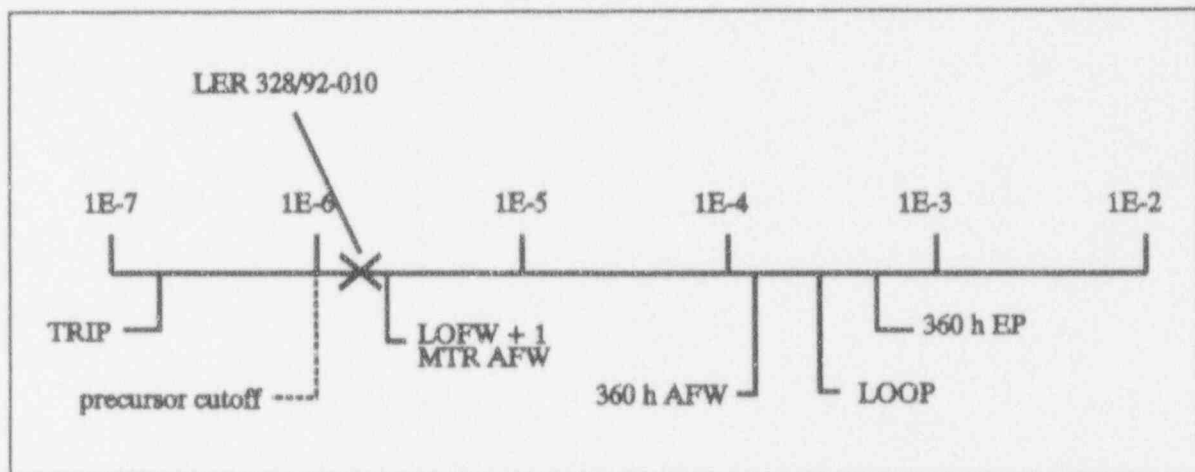 LER 328/92-010
1E-7
1E-6
1E-5
1E-4
1E-3
1E-2
TRIP
LOFW + 1
MTR AFW
360 h EP
precursor cutoff
360 h AFW
LOOP